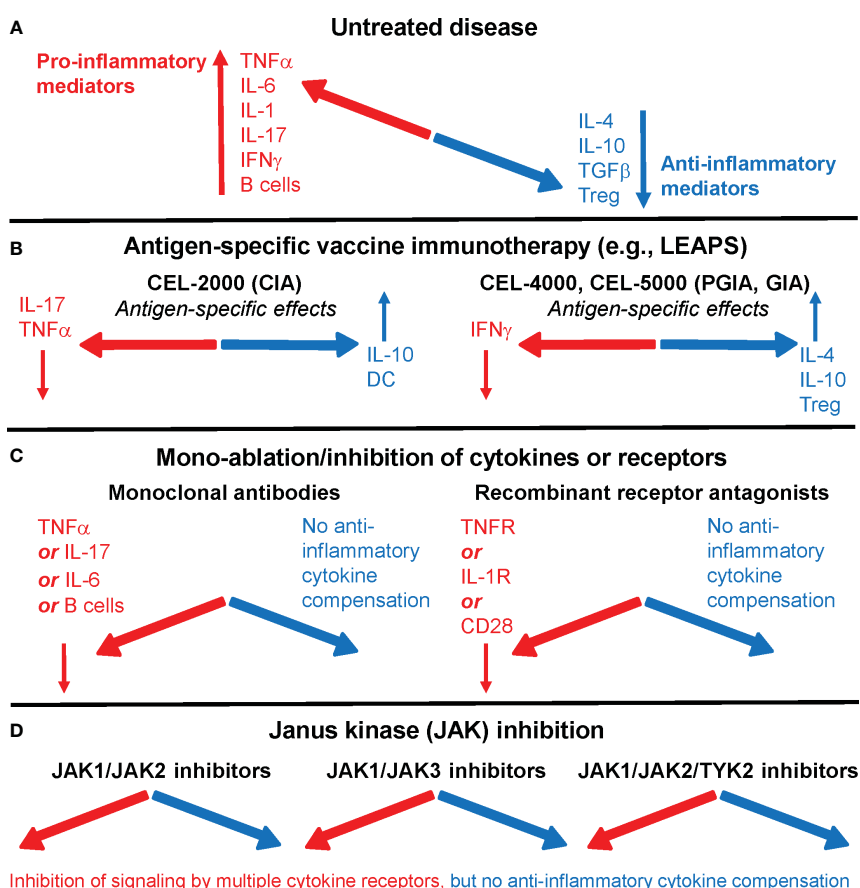 A
Untreated disease
Pro-inflammatory
mediators
TNFα
IL-6
IL-1
IL-17
IFNγ
B cells
IL-4
IL-10
TGFβ
Treg
Anti-inflammatory
mediators
B
Antigen-specific vaccine immunotherapy (e.g., LEAPS)
CEL-2000 (CIA)
Antigen-specific effects
IL-17
TNFα
IL-10
DC
CEL-4000, CEL-5000 (PGIA, GIA)
Antigen-specific effects
IFNγ
IL-4
IL-10
Treg
C
Mono-ablation/inhibition of cytokines or receptors
Monoclonal antibodies
TNFα
or IL-17
or IL-6
or B cells
No anti-
inflammatory
cytokine
compensation
Recombinant receptor antagonists
TNFR
or
IL-1R
or
CD28
No anti-
inflammatory
cytokine
compensation
D
Janus kinase (JAK) inhibition
JAK1/JAK2 inhibitors
JAK1/JAK3 inhibitors
JAK1/JAK2/TYK2 inhibitors
Inhibition of signaling by multiple cytokine receptors, but no anti-inflammatory cytokine compensation